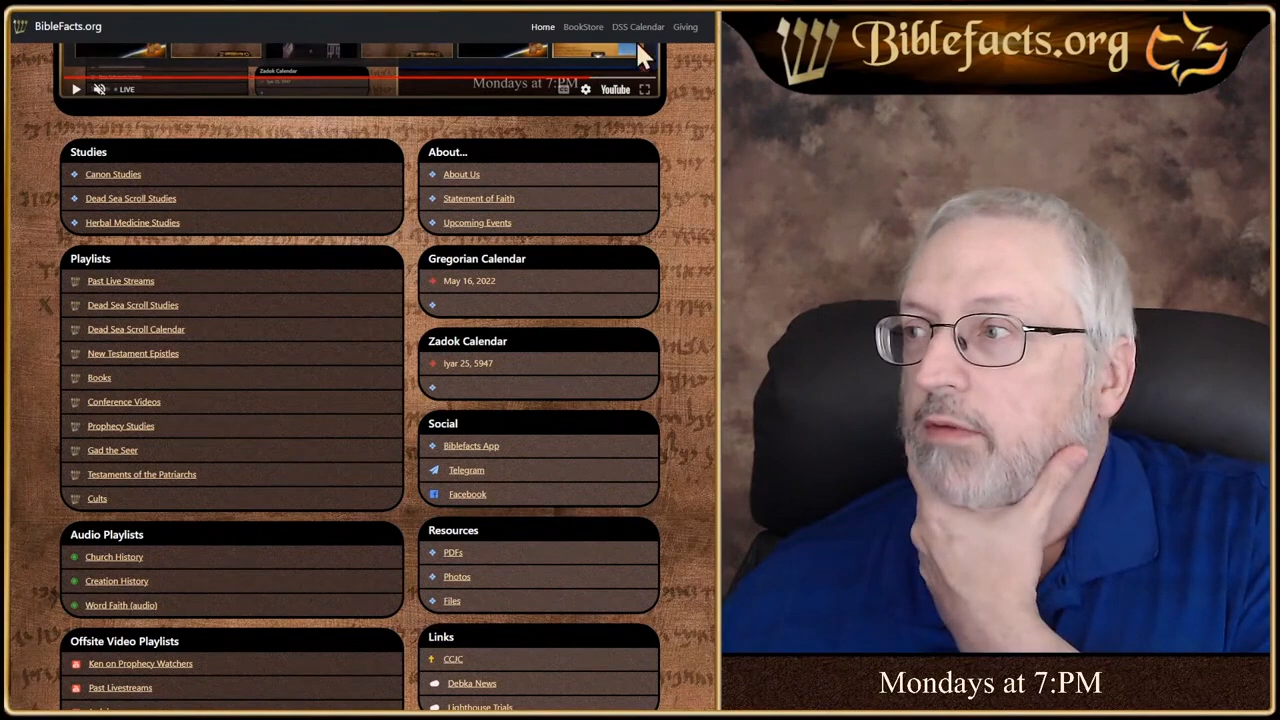 BibleFacts.org
Home BookStore DSS Calendar Giving
Zadok Calendar
Mondays at 7:PM
LIVE
YouTube
Studies
Canon Studies
Dead Sea Scroll Studies
Herbal Medicine Studies
Playlists
Past Live Streams
Dead Sea Scroll Studies
Dead Sea Scroll Calendar
New Testament Epistles
Books
Conference Videos
Prophecy Studies
Gad the Seer
Testaments of the Patriarchs
Cults
Audio Playlists
Church History
Creation History
Word Faith (audio)
Offsite Video Playlists
Ken on Prophecy Watchers
Past Livestreams
About...
About Us
Statement of Faith
Upcoming Events
Gregorian Calendar
May 16, 2022
Zadok Calendar
Iyar 25, 5947
Social
Biblefacts App
Telegram
Facebook
Resources
PDFs
Photos
Files
Links
CCJC
Debka News
Lighthouse Trials
Biblefacts.org
Mondays at 7:PM